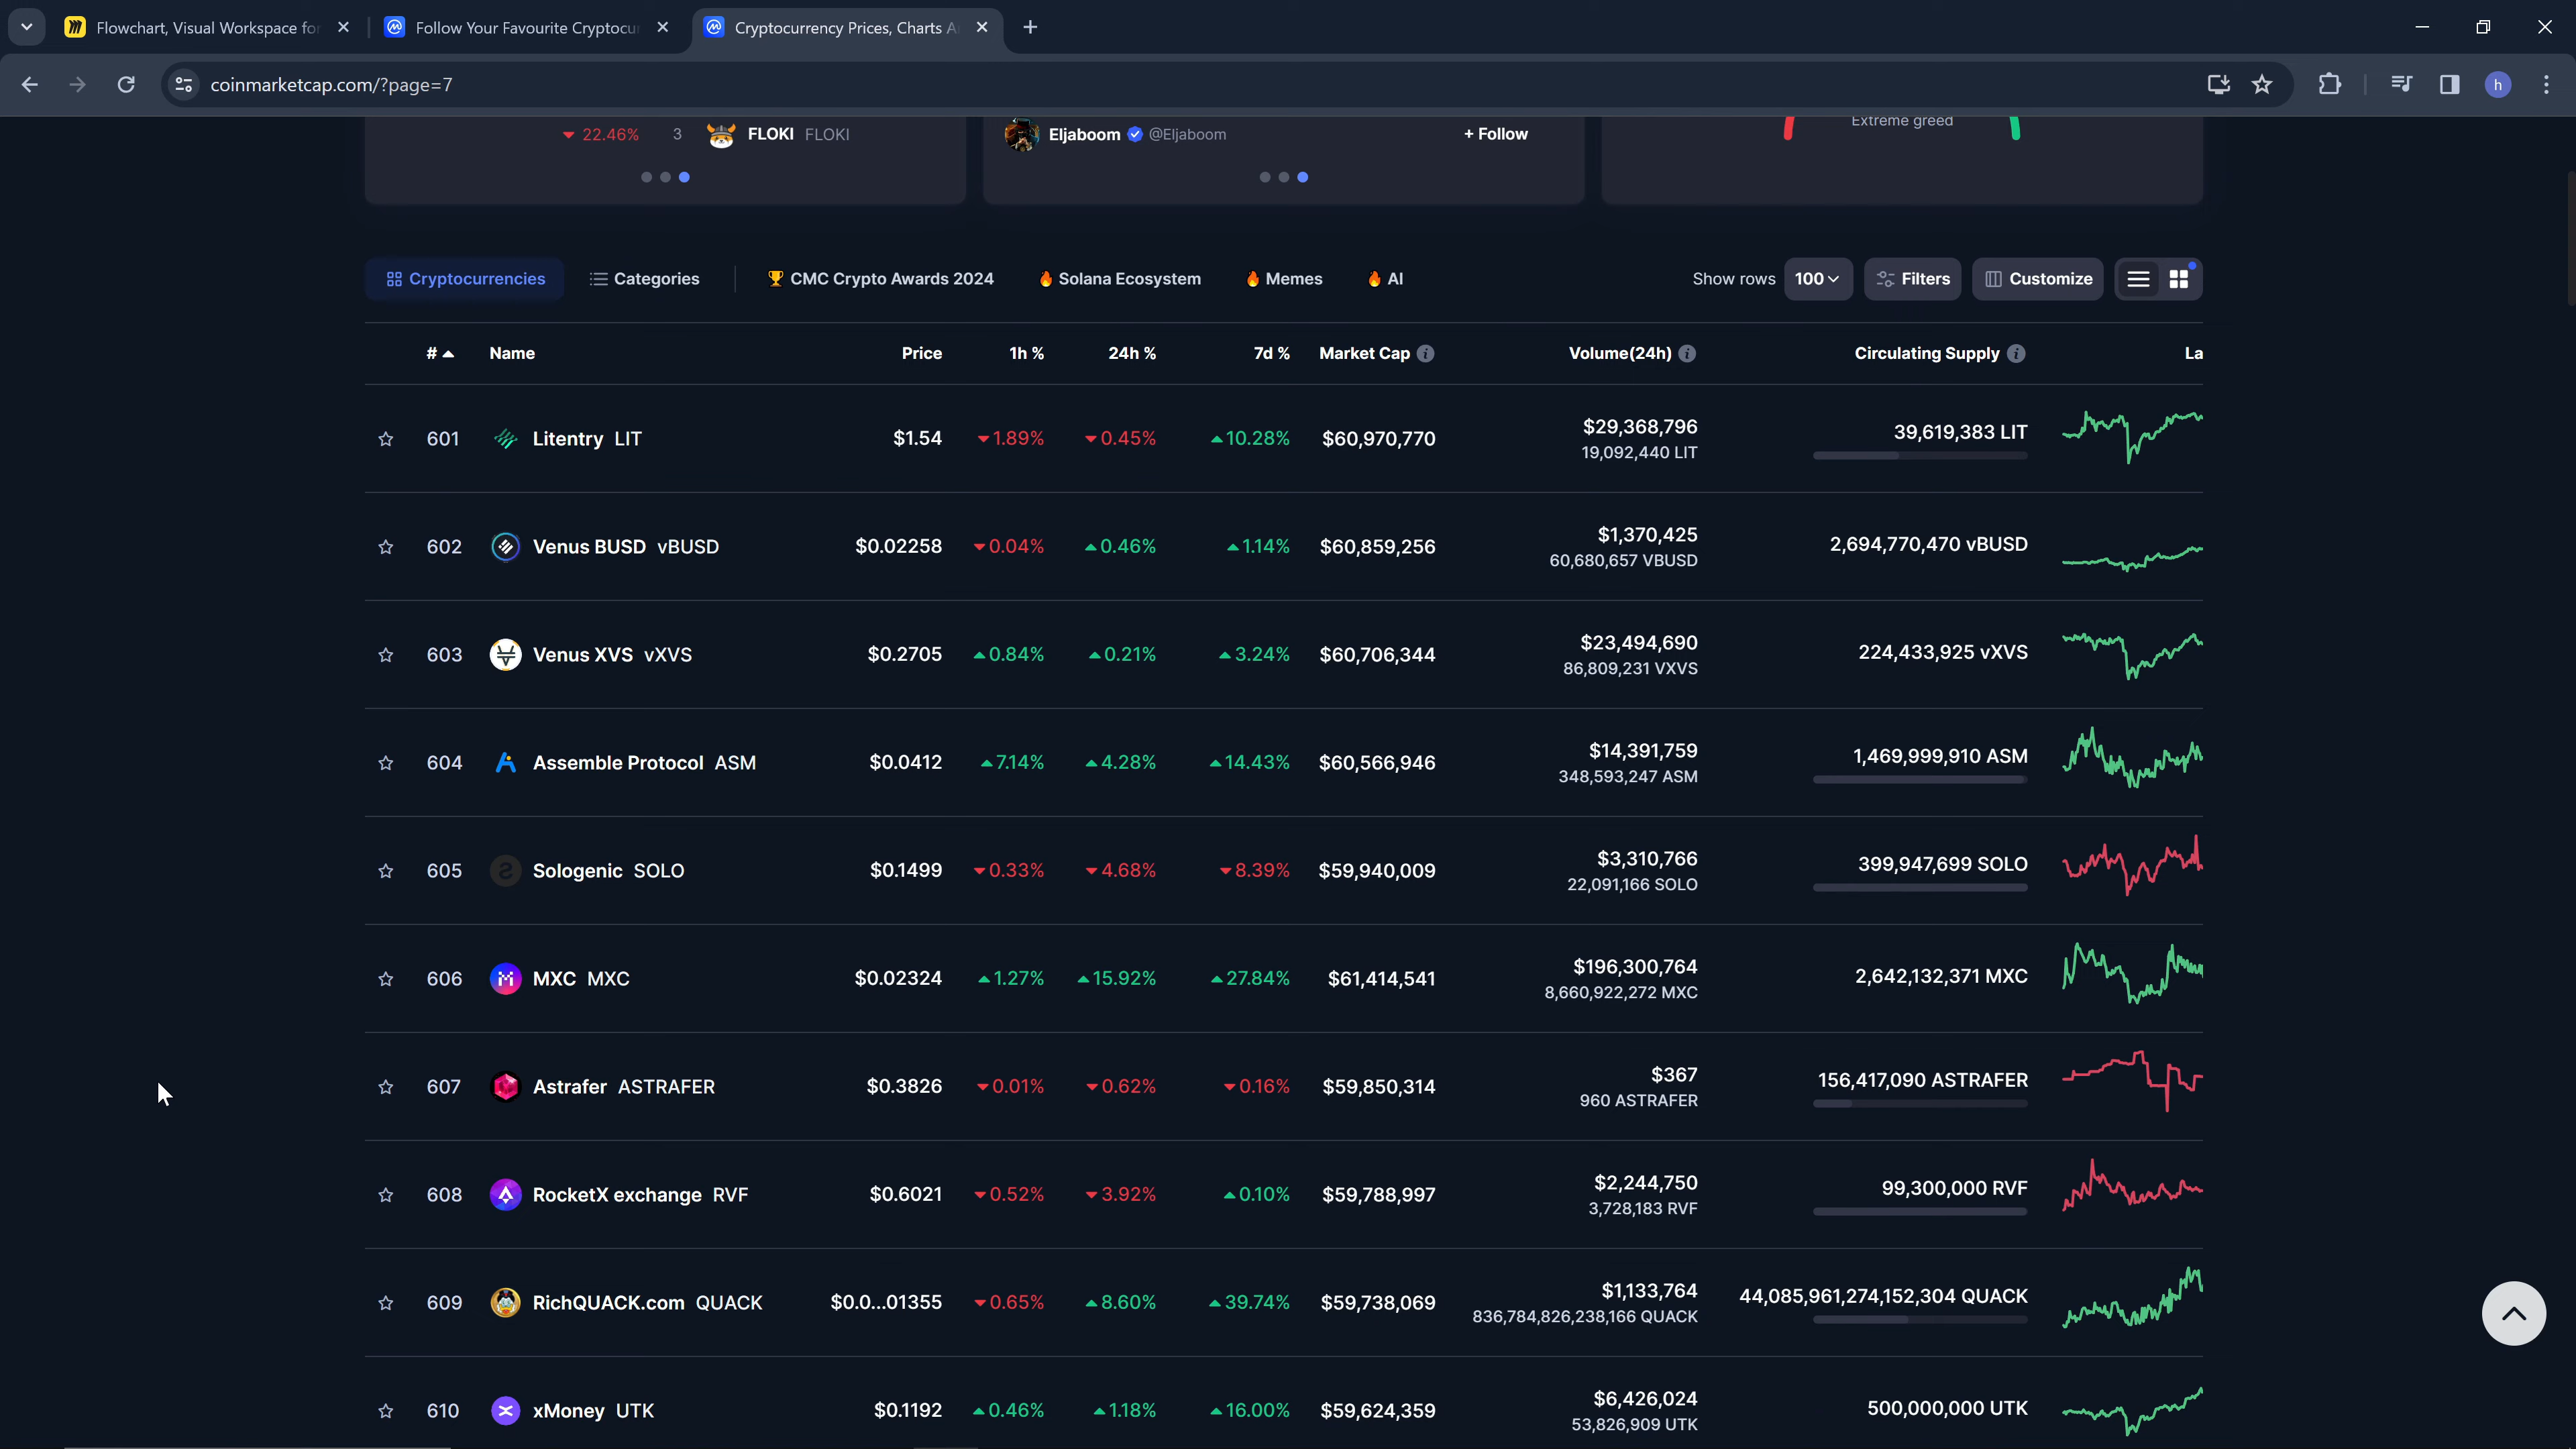 Flowchart, Visual Workspace for
Follow Your Favourite Cryptocu
Cryptocurrency Prices, Charts A
coinmarketcap.com/?page=7
h
22.46% 3 FLOKI FLOKI
Eljaboom @Eljaboom + Follow
Extreme greed
Cryptocurrencies Categories CMC Crypto Awards 2024 Solana Ecosystem Memes AI Show rows 100 Filters Customize
# Name Price 1h % 24h % 7d % Market Cap Volume(24h) Circulating Supply La
601 Litentry LIT $1.54 1.89% 0.45% 10.28% $60,970,770 $29,368,796 39,619,383 LIT
19,092,440 LIT
602 Venus BUSD vBUSD $0.02258 0.04% 0.46% 1.14% $60,859,256 $1,370,425 2,694,770,470 vBUSD
60,680,657 VBUSD
603 Venus XVS vXVS $0.2705 0.84% 0.21% 3.24% $60,706,344 $23,494,690 224,433,925 vXVS
86,809,231 VXVS
604 Assemble Protocol ASM $0.0412 7.14% 4.28% 14.43% $60,566,946 $14,391,759 1,469,999,910 ASM
348,593,247 ASM
605 Sologenic SOLO $0.1499 0.33% 4.68% 8.39% $59,940,009 $3,310,766 399,947,699 SOLO
22,091,166 SOLO
606 MXC MXC $0.02324 1.27% 15.92% 27.84% $61,414,541 $196,300,764 2,642,132,371 MXC
8,660,922,272 MXC
607 Astrafer ASTRAFER $0.3826 0.01% 0.62% 0.16% $59,850,314 $367 156,417,090 ASTRAFER
960 ASTRAFER
608 RocketX exchange RVF $0.6021 0.52% 3.92% 0.10% $59,788,997 $2,244,750 99,300,000 RVF
3,728,183 RVF
609 RichQUACK.com QUACK $0.0...01355 0.65% 8.60% 39.74% $59,738,069 $1,133,764 44,085,961,274,152,304 QUACK
836,784,826,238,166 QUACK
610 xMoney UTK $0.1192 0.46% 1.18% 16.00% $59,624,359 $6,426,024 500,000,000 UTK
53,826,909 UTK